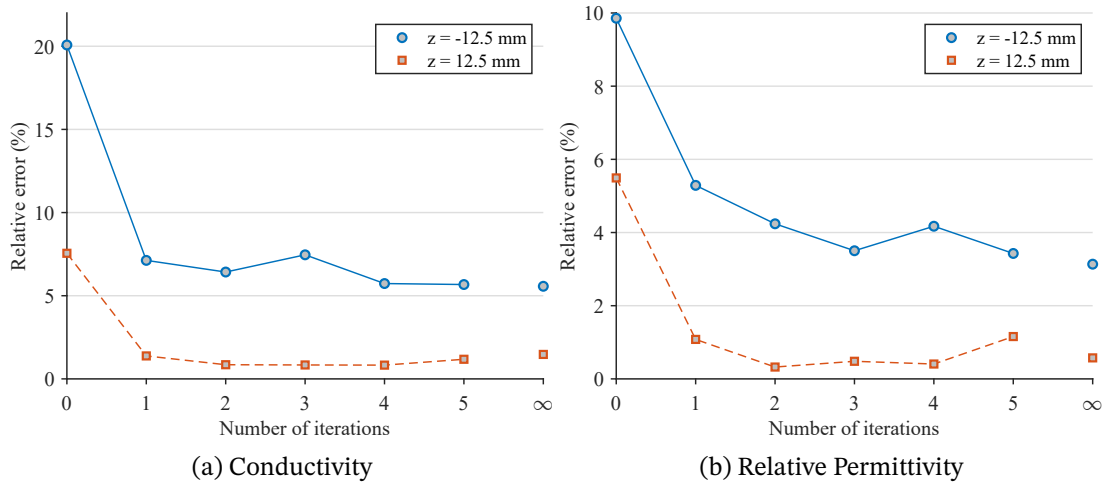 20
15
10
5
0
Relative error (%)
z = -12.5 mm
z = 12.5 mm
0 1 2 3 4 5 ∞
Number of iterations
(a) Conductivity
10
8
6
4
2
0
Relative error (%)
z = -12.5 mm
z = 12.5 mm
0 1 2 3 4 5 ∞
Number of iterations
(b) Relative Permittivity